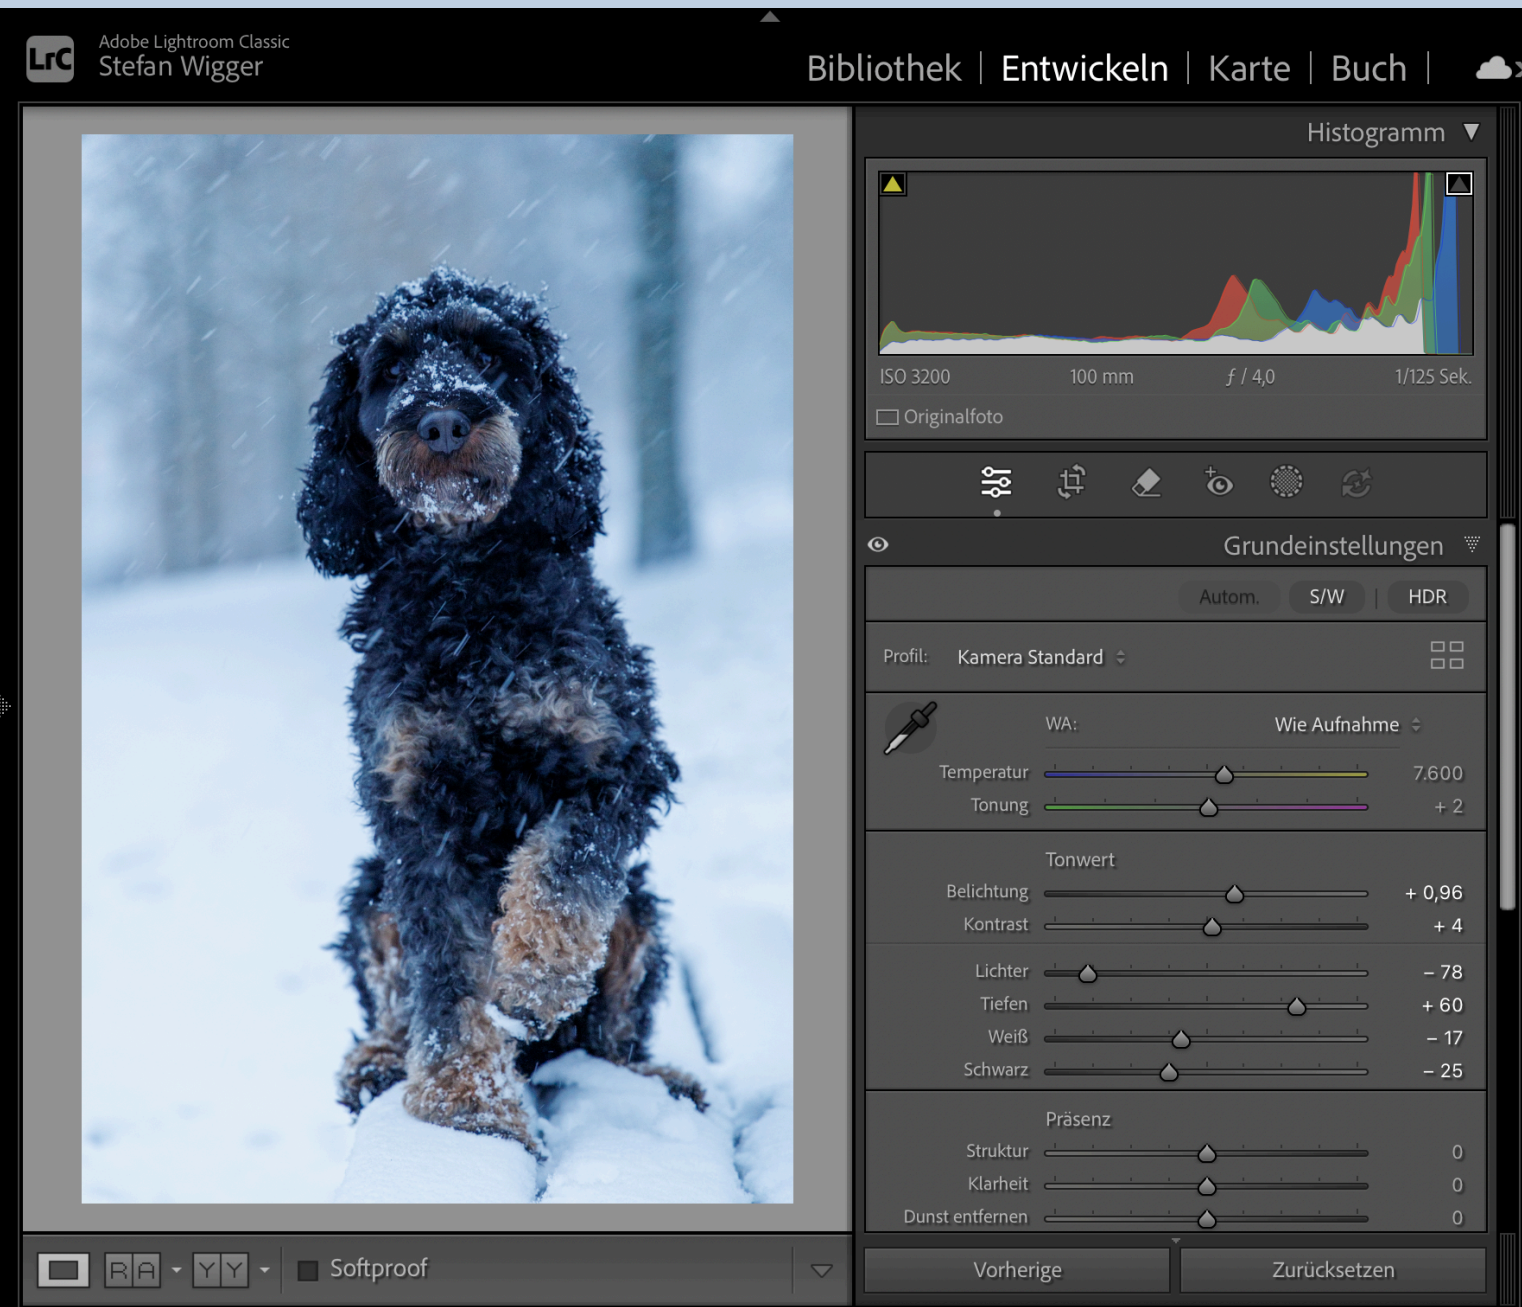 LrC
Adobe Lightroom Classic
Stefan Wigger
Bibliothek | Entwickeln | Karte | Buch |
Histogramm
ISO 3200 100 mm ƒ / 4,0 1/125 Sek.
Originalfoto
Grundeinstellungen
Autom. S/W | HDR
Profil: Kamera Standard
WA: Wie Aufnahme
Temperatur 7.600
Tonung + 2
Tonwert
Belichtung + 0,96
Kontrast + 4
Lichter – 78
Tiefen + 60
Weiß – 17
Schwarz – 25
Präsenz
Struktur 0
Klarheit 0
Dunst entfernen 0
R A Y Y Softproof
Vorherige Zurücksetzen